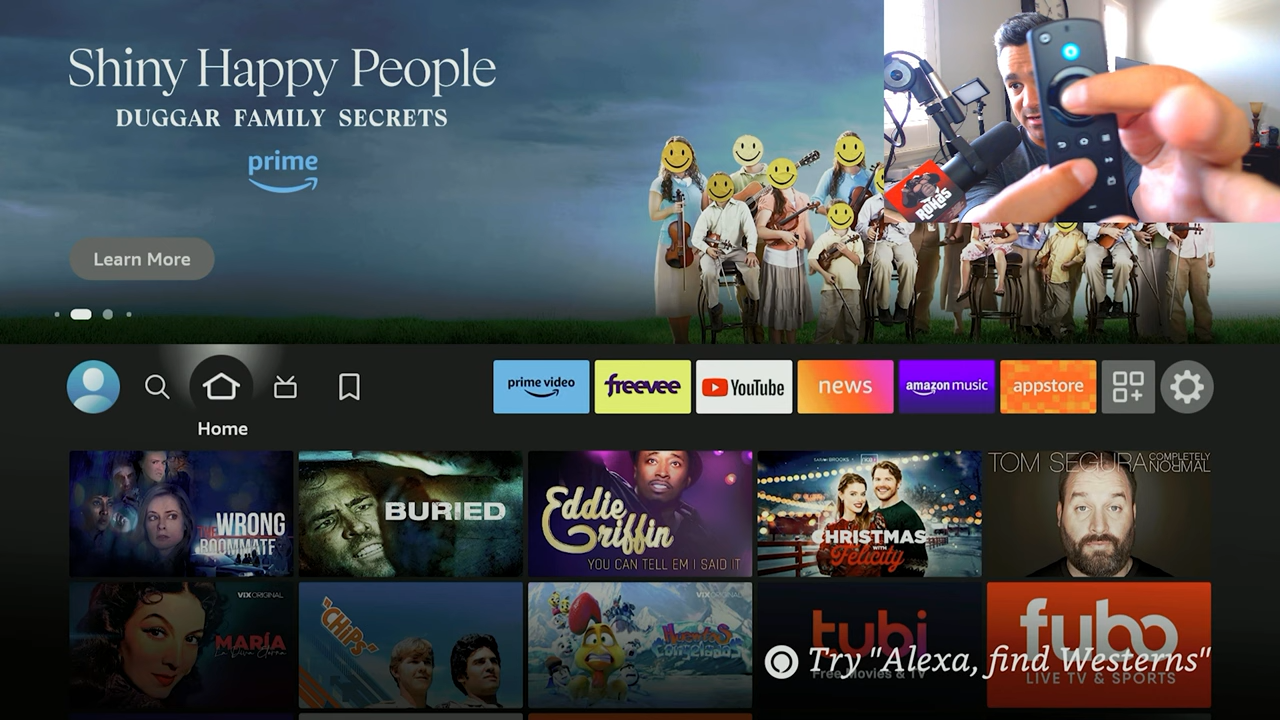 Shiny Happy People
DUGGAR FAMILY SECRETS
prime
Learn More
ROKAS
Home
prime video
freevee
YouTube
news
amazon music
appstore
THE WRONG
ROOMMATE
BURIED
Eddie
Griffin
YOU CAN TELL EM I SAID IT
CHRISTMAS
WITH
Felicity
TOM SEGURA COMPLETELY
NORMAL
VIX ORIGINAL
MARÍA
"CHiPs"
VIX ORIGINAL
tubi
Free Movies & TV
fubo
LIVE TV & SPORTS
Try "Alexa, find Westerns"